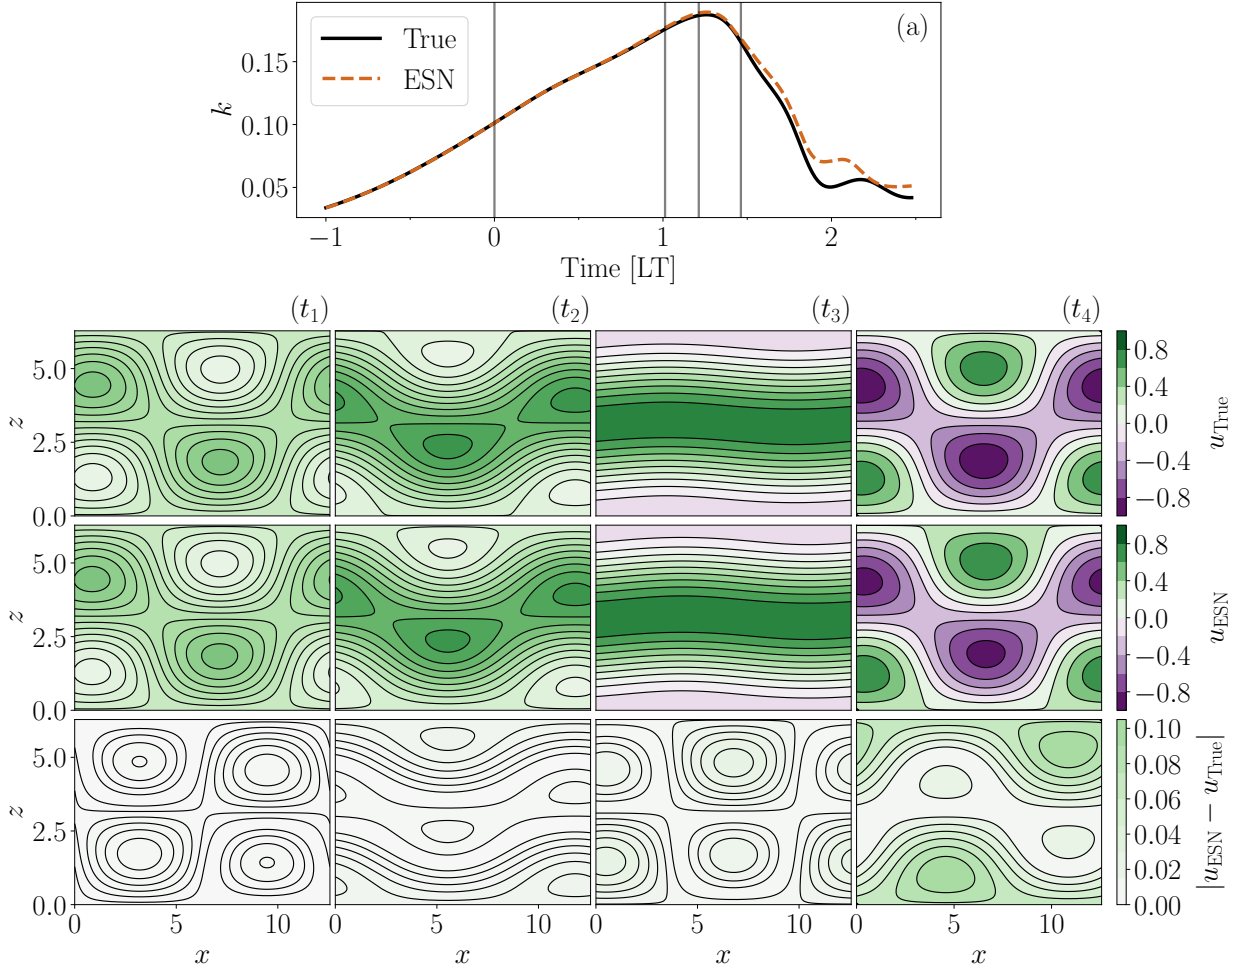 (a)
True
ESN
k
0.15
0.10
0.05
−1 0 1 2
Time [LT]
(t1) (t2) (t3) (t4)
z
5.0
2.5
0.0
0.8
0.4
0.0
−0.4
−0.8
uTrue
z
5.0
2.5
0.0
0.8
0.4
0.0
−0.4
−0.8
uESN
z
5.0
2.5
0.0
0.10
0.08
0.06
0.04
0.02
0.00
|uESN − uTrue|
0 5 10 0 5 10 0 5 10 0 5 10
x x x x